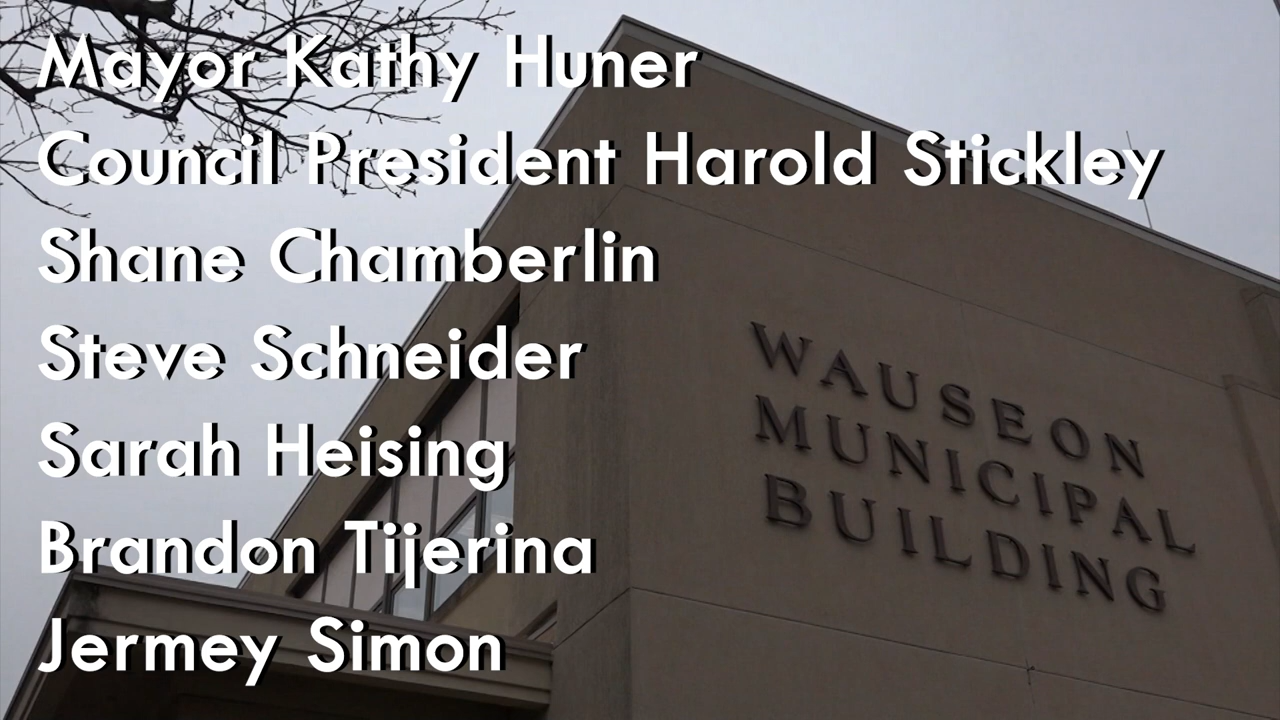 Mayor Kathy Huner
Council President Harold Stickley
Shane Chamberlin
Steve Schneider
Sarah Heising
Brandon Tijerina
Jermey Simon
WAUSEON
MUNICIPAL
BUILDING